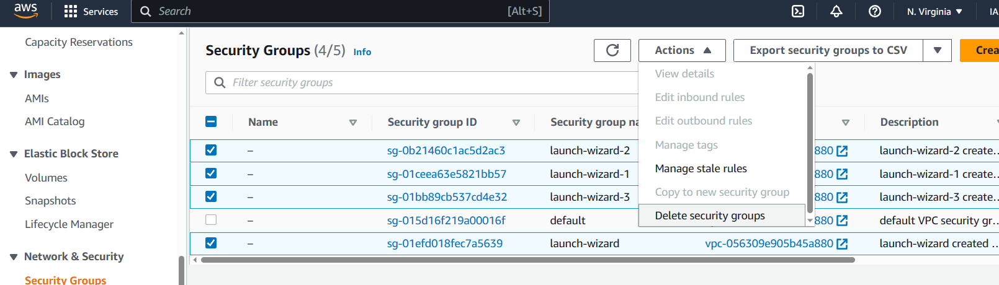 aws
Services
Search
[Alt+S]
N. Virginia
IA
Capacity Reservations
Images
AMIs
AMI Catalog
Elastic Block Store
Volumes
Snapshots
Lifecycle Manager
Network & Security
Security Groups
Security Groups (4/5) Info
Actions
Export security groups to CSV
Crea
Filter security groups
View details
Edit inbound rules
Edit outbound rules
Manage tags
Manage stale rules
Copy to new security group
Delete security groups
Name
Security group ID
Security group na
Description
– sg-0b21460c1ac5d2ac3 launch-wizard-2 880 launch-wizard-2 create...
– sg-01ceea63e5821bb57 launch-wizard-1 880 launch-wizard-1 create...
– sg-01bb89cb537cd4e32 launch-wizard-3 880 launch-wizard-3 create...
– sg-015d16f219a00016f default 880 default VPC security gr...
– sg-01efd018fec7a5639 launch-wizard vpc-056309e905b45a880 launch-wizard created ...